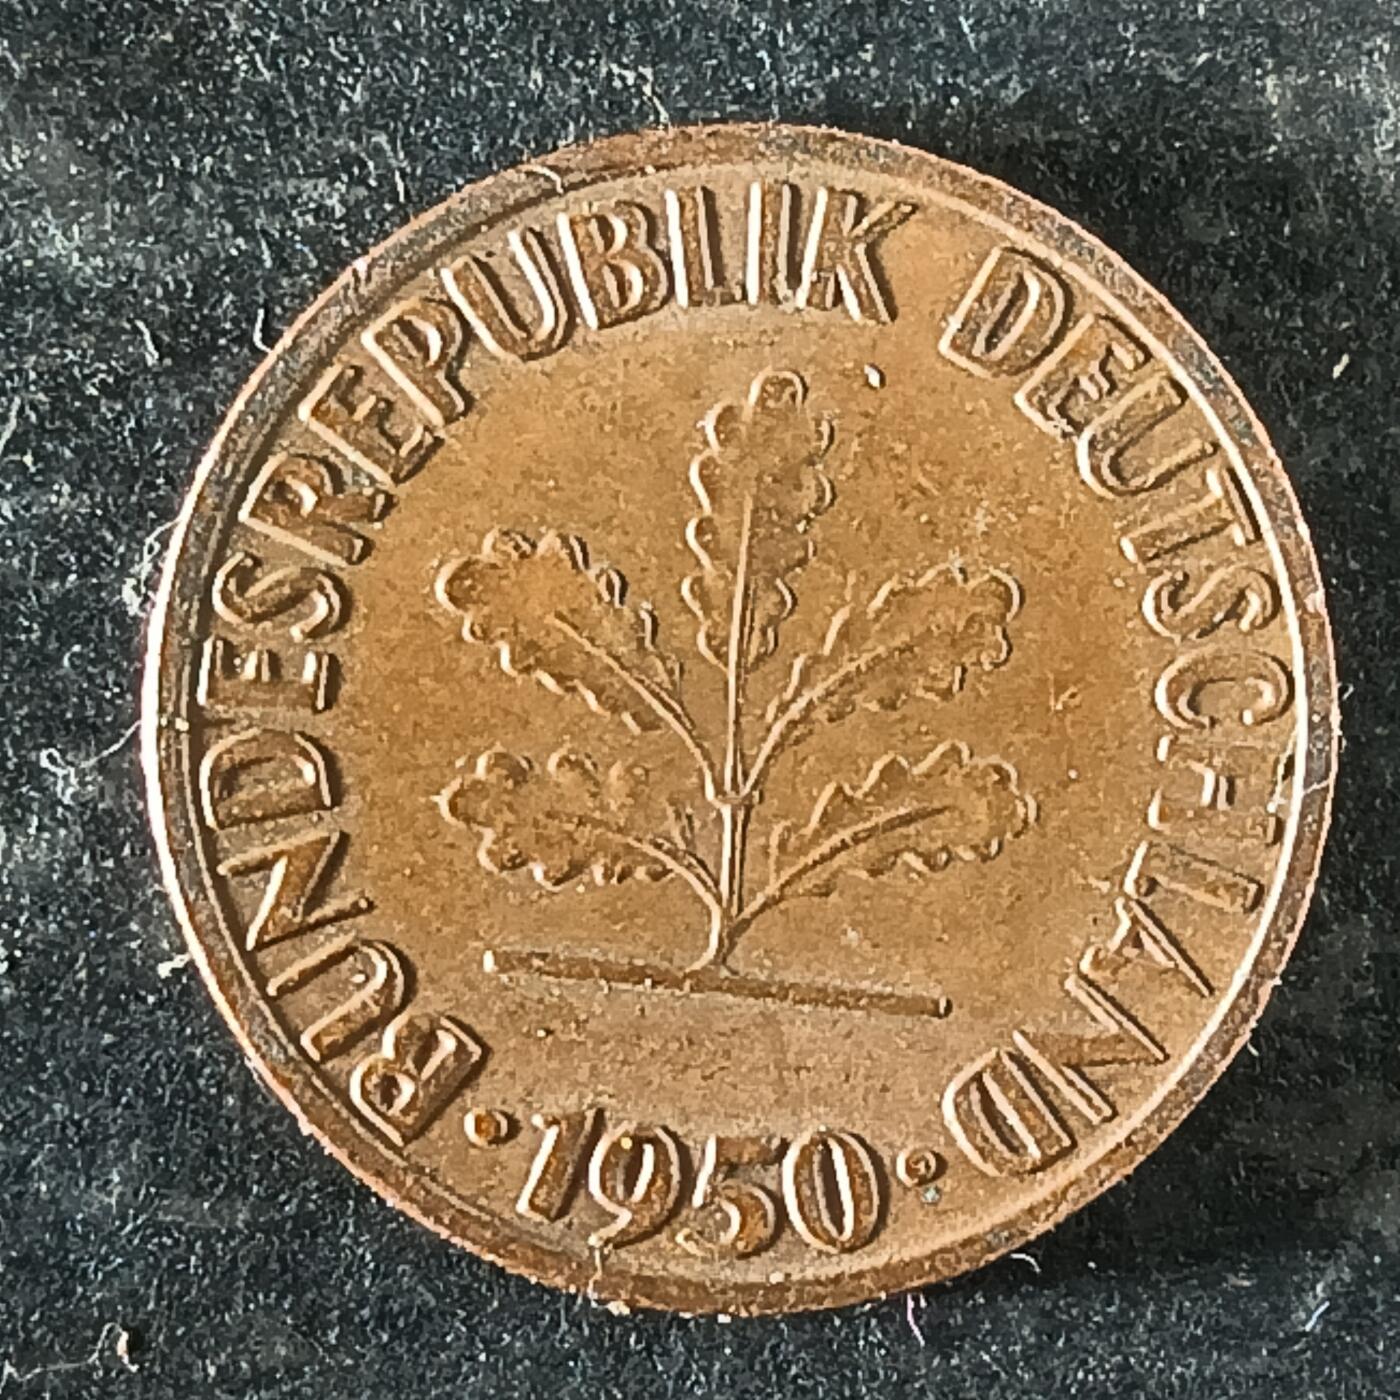 BUNDESREPUBLIK DEUTSCHLAND
• 1950 •